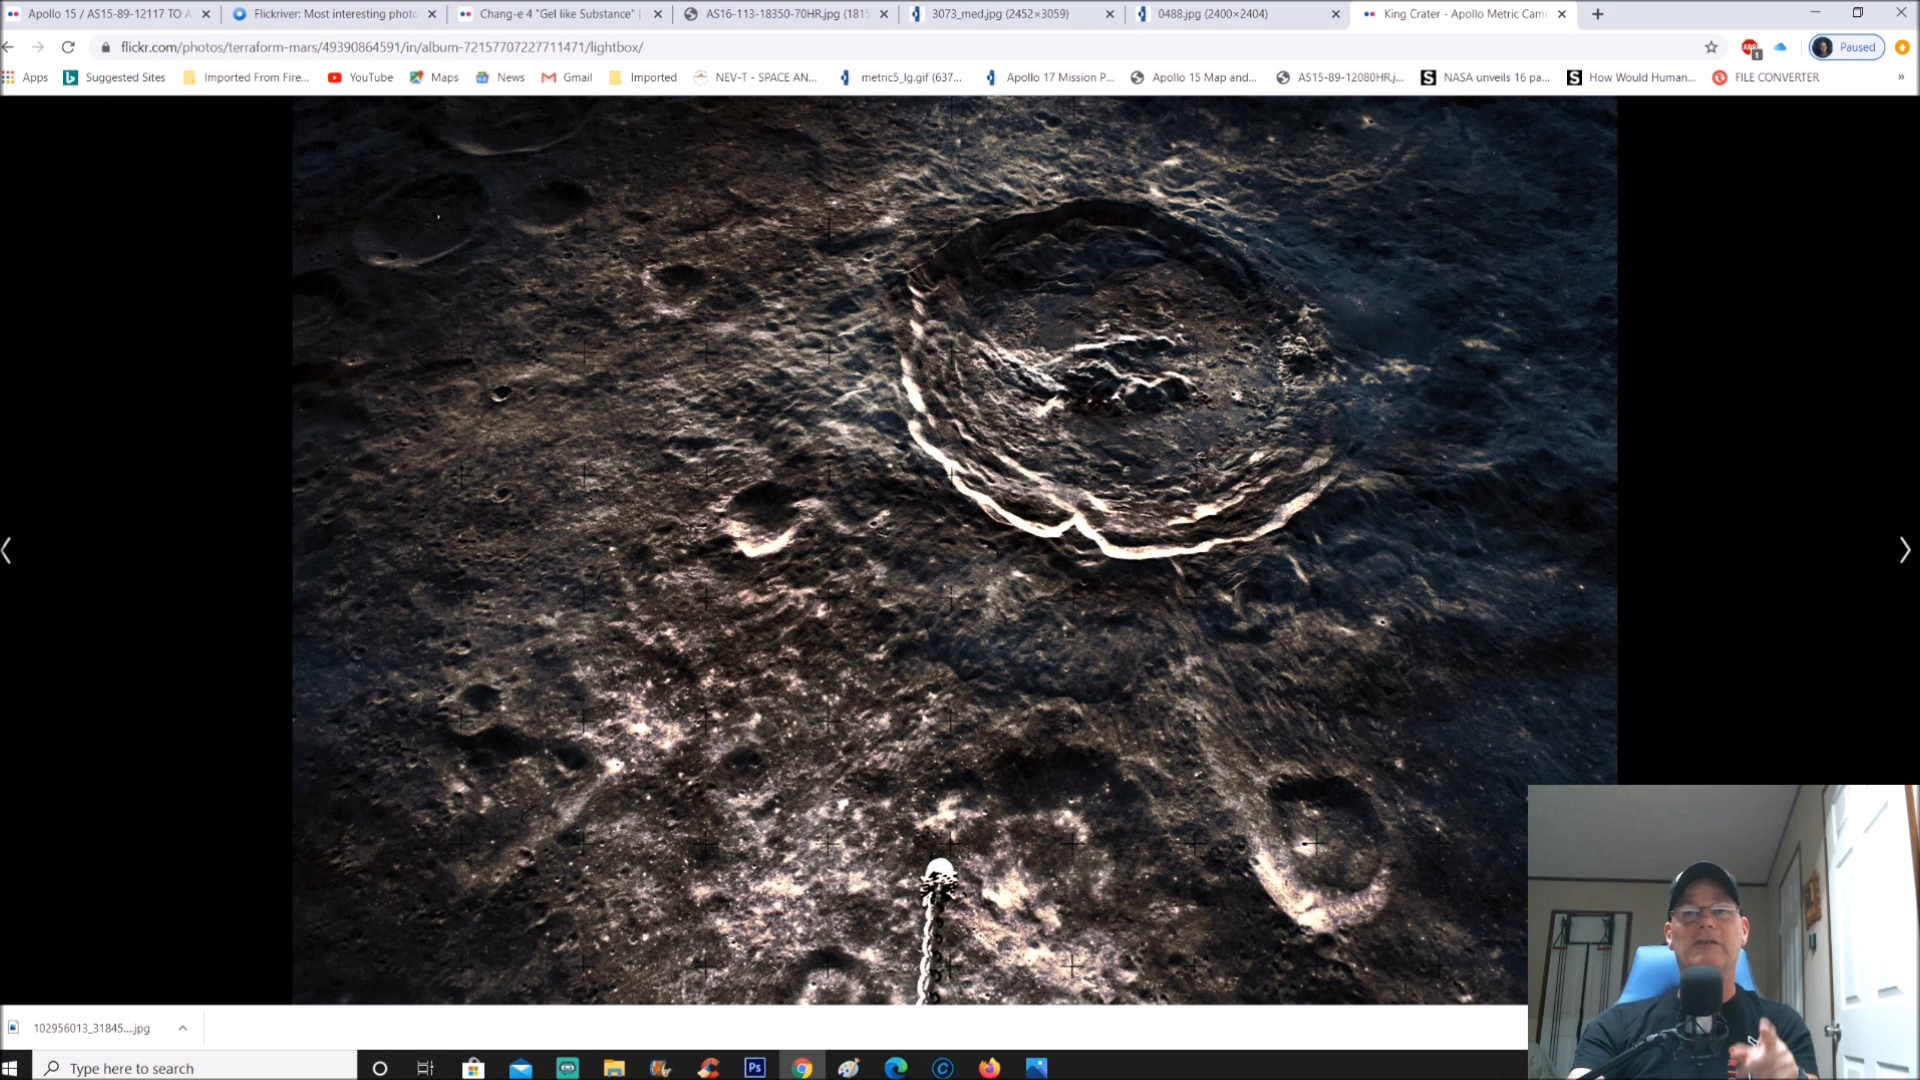 Apollo 15 / AS15-89-12117 TO A
Flickriver: Most interesting photo
Chang-e 4 "Gel like Substance" |
AS16-113-18350-70HR.jpg (1815
3073_med.jpg (2452×3059)
0488.jpg (2400×2404)
King Crater - Apollo Metric Cam
flickr.com/photos/terraform-mars/49390864591/in/album-72157707227711471/lightbox/
1
Paused
Apps
Suggested Sites
Imported From Fire...
YouTube
Maps
News
Gmail
Imported
NEV-T - SPACE AN...
metric5_lg.gif (637...
Apollo 17 Mission P...
Apollo 15 Map and...
AS15-89-12080HR.j...
NASA unveils 16 pa...
How Would Human...
FILE CONVERTER
»
102956013_31845....jpg
Type here to search
Ps